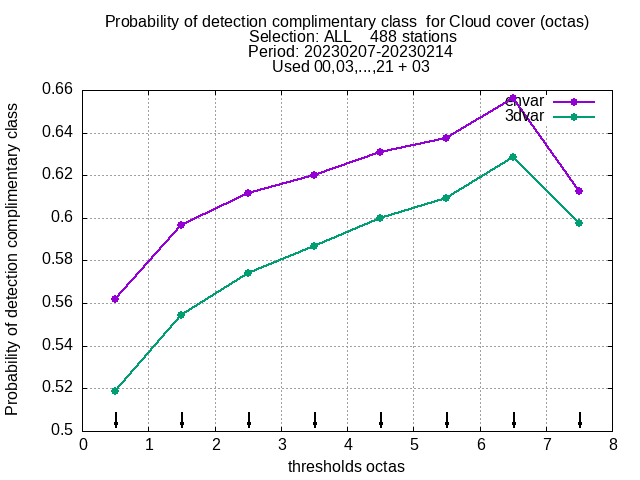 Probability of detection complimentary class  for Cloud cover (octas)
Selection: ALL    488 stations
Period: 20230207-20230214
Used 00,03,...,21 + 03
Probability of detection complimentary class
0.66
0.64
0.62
0.6
0.58
0.56
0.54
0.52
0.5
0 1 2 3 4 5 6 7 8
thresholds octas
envar
3dvar